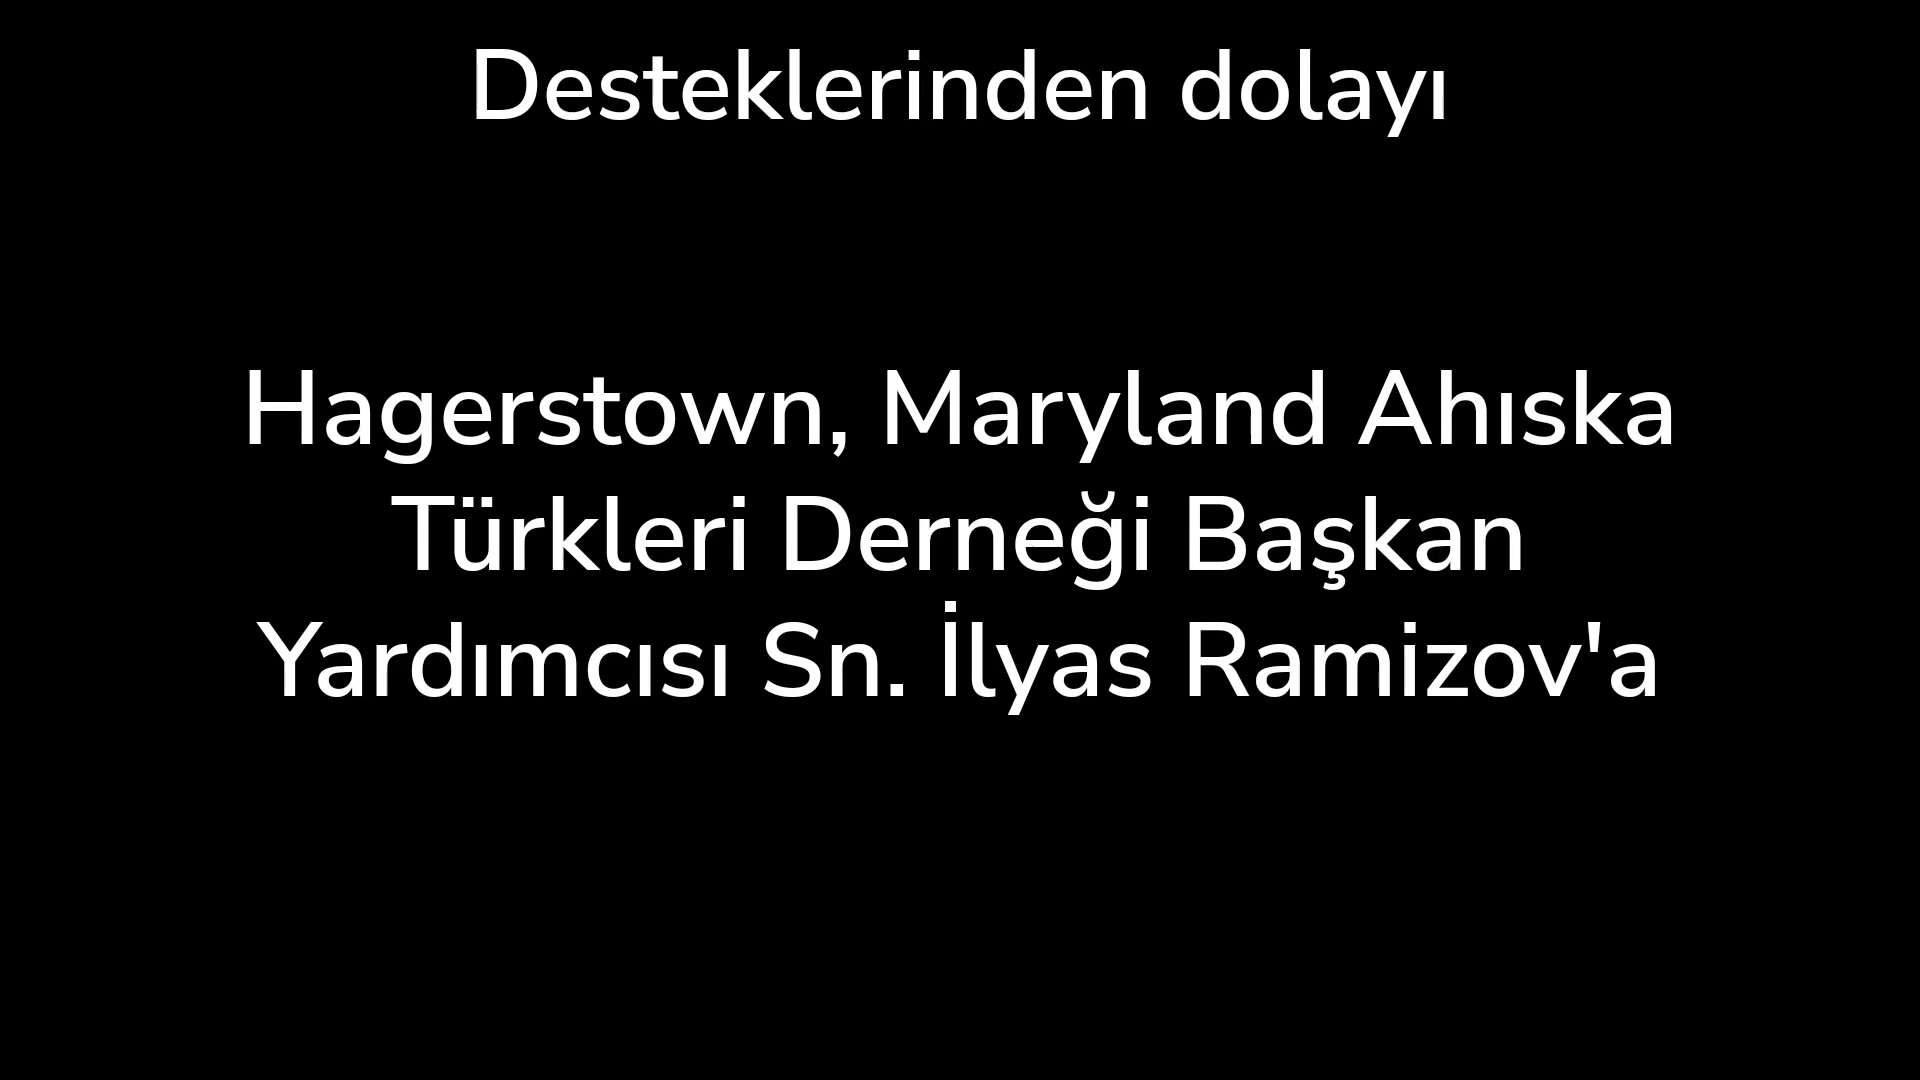 Desteklerinden dolayı
Hagerstown, Maryland Ahıska
Türkleri Derneği Başkan
Yardımcısı Sn. İlyas Ramizov'a